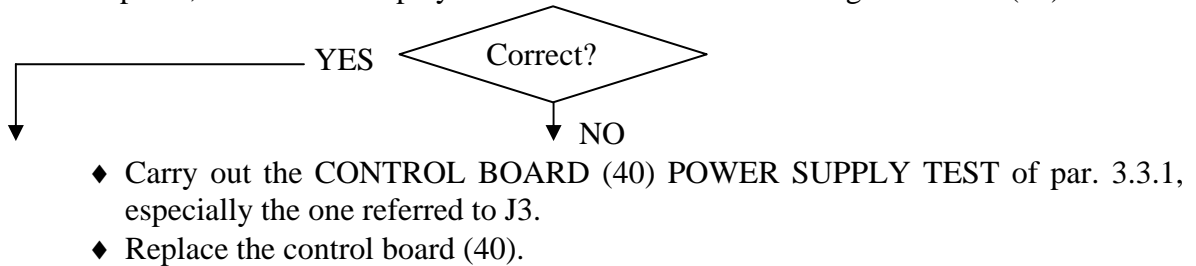 YES Correct?
NO
♦ Carry out the CONTROL BOARD (40) POWER SUPPLY TEST of par. 3.3.1,
especially the one referred to J3.
♦ Replace the control board (40).